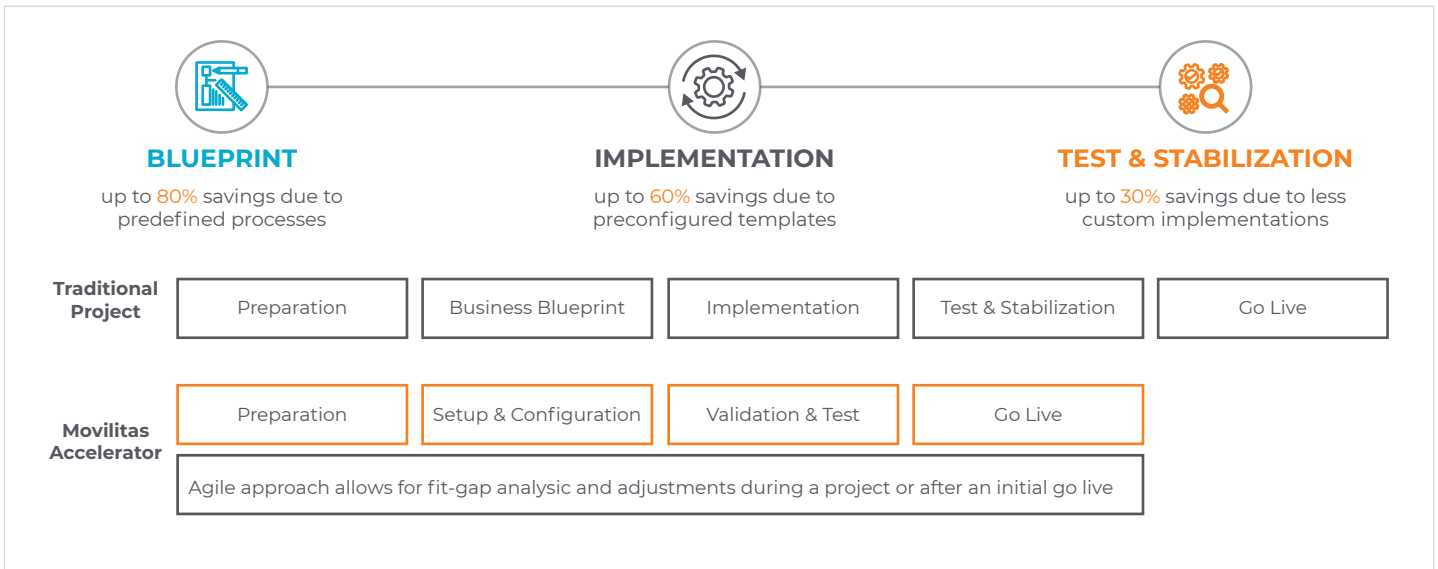 BLUEPRINT
up to 80% savings due to
predefined processes
IMPLEMENTATION
up to 60% savings due to
preconfigured templates
TEST & STABILIZATION
up to 30% savings due to less
custom implementations
Traditional
Project
Preparation
Business Blueprint
Implementation
Test & Stabilization
Go Live
Movilitas
Accelerator
Preparation
Setup & Configuration
Validation & Test
Go Live
Agile approach allows for fit-gap analysic and adjustments during a project or after an initial go live